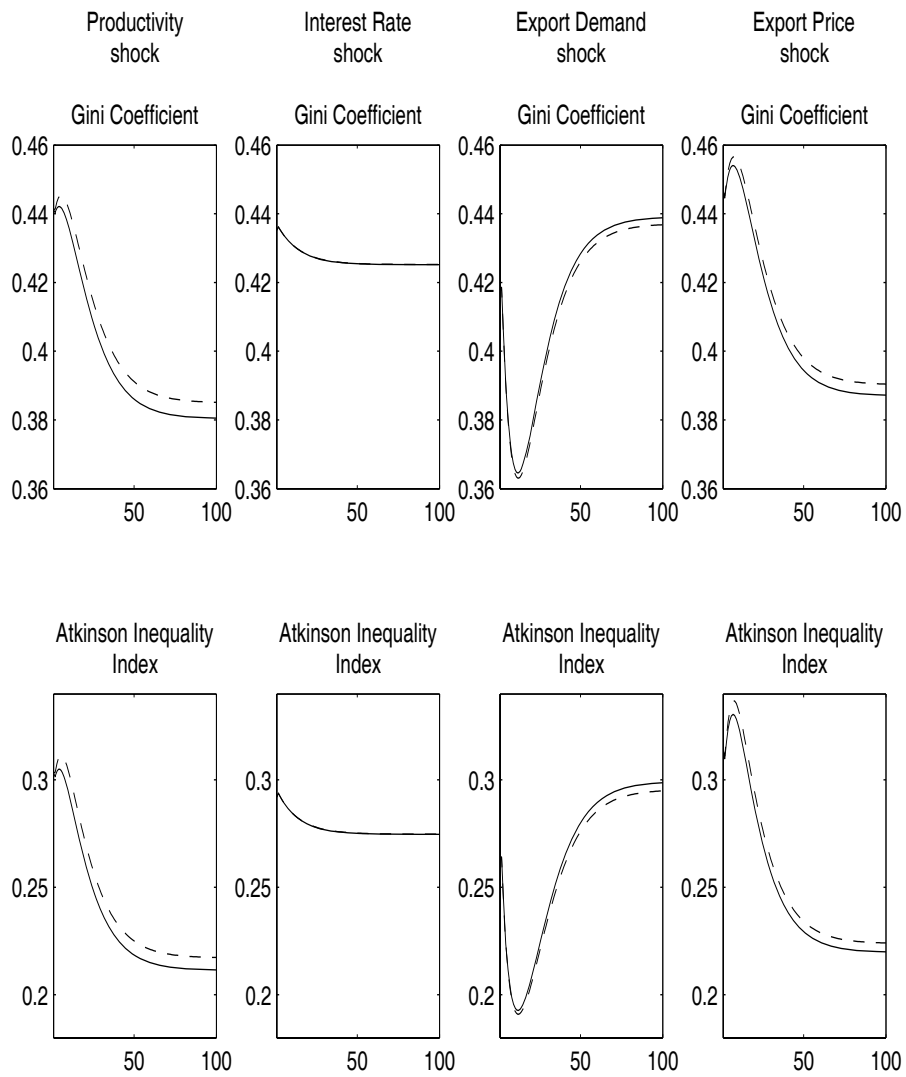 Productivity
shock
Interest Rate
shock
Export Demand
shock
Export Price
shock
Gini Coefficient
Gini Coefficient
Gini Coefficient
Gini Coefficient
0.46
0.44
0.42
0.4
0.38
0.36
50
100
0.46
0.44
0.42
0.4
0.38
0.36
50
100
0.46
0.44
0.42
0.4
0.38
0.36
50
100
0.46
0.44
0.42
0.4
0.38
0.36
50
100
Atkinson Inequality
Index
Atkinson Inequality
Index
Atkinson Inequality
Index
Atkinson Inequality
Index
0.3
0.25
0.2
50
100
0.3
0.25
0.2
50
100
0.3
0.25
0.2
50
100
0.3
0.25
0.2
50
100